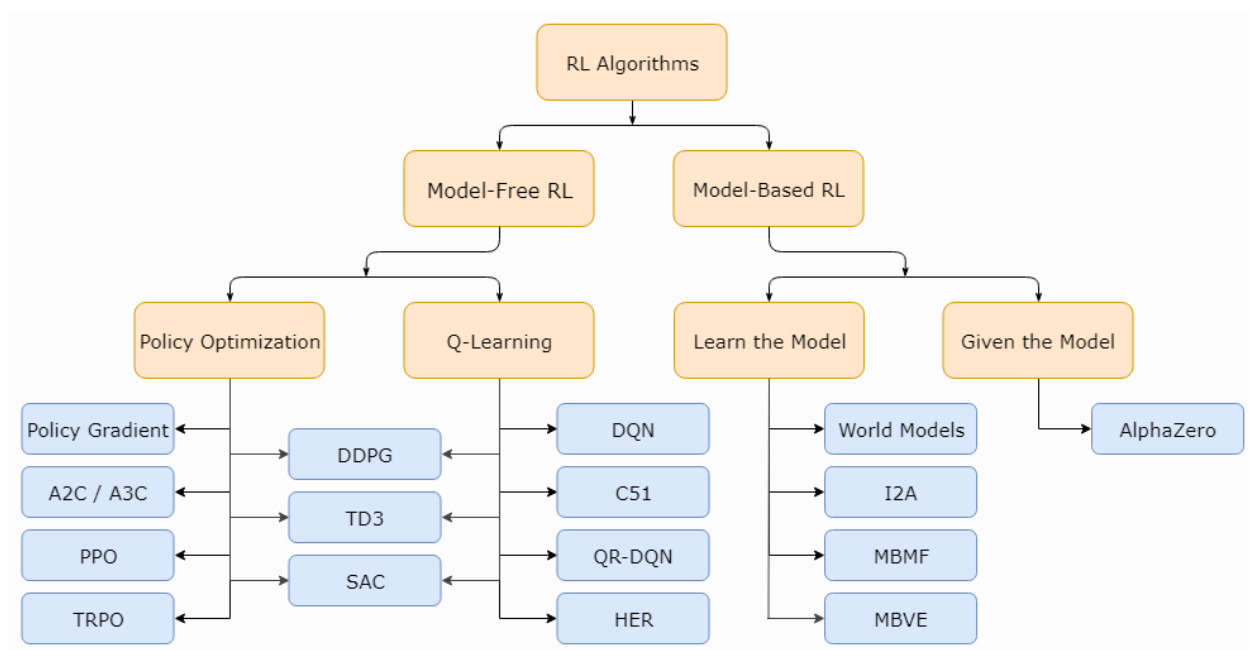 RL Algorithms
Model-Free RL
Model-Based RL
Policy Optimization
Q-Learning
Learn the Model
Given the Model
Policy Gradient
DDPG
DQN
World Models
AlphaZero
A2C / A3C
TD3
C51
I2A
PPO
SAC
QR-DQN
MBMF
TRPO
HER
MBVE